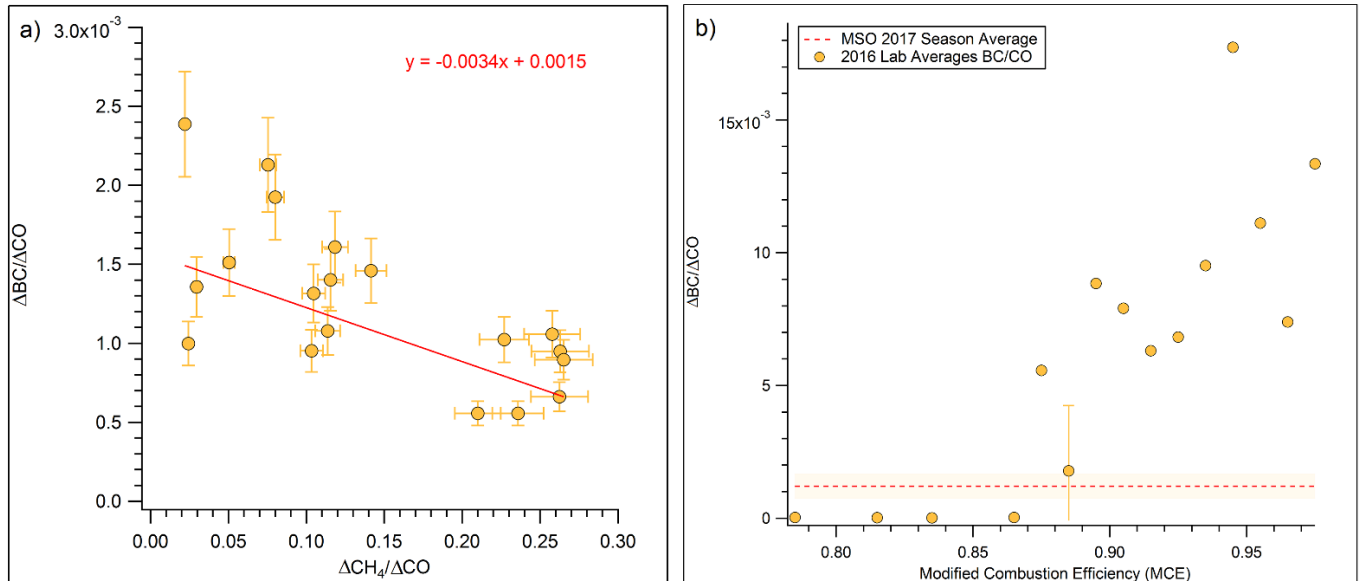 a)
3.0x10⁻³
y = -0.0034x + 0.0015
2.5
2.0
1.5
1.0
0.5
0.0
ΔBC/ΔCO
0.00 0.05 0.10 0.15 0.20 0.25 0.30
ΔCH₄/ΔCO
b)
MSO 2017 Season Average
2016 Lab Averages BC/CO
15x10⁻³
10
5
0
ΔBC/ΔCO
0.80 0.85 0.90 0.95
Modified Combustion Efficiency (MCE)